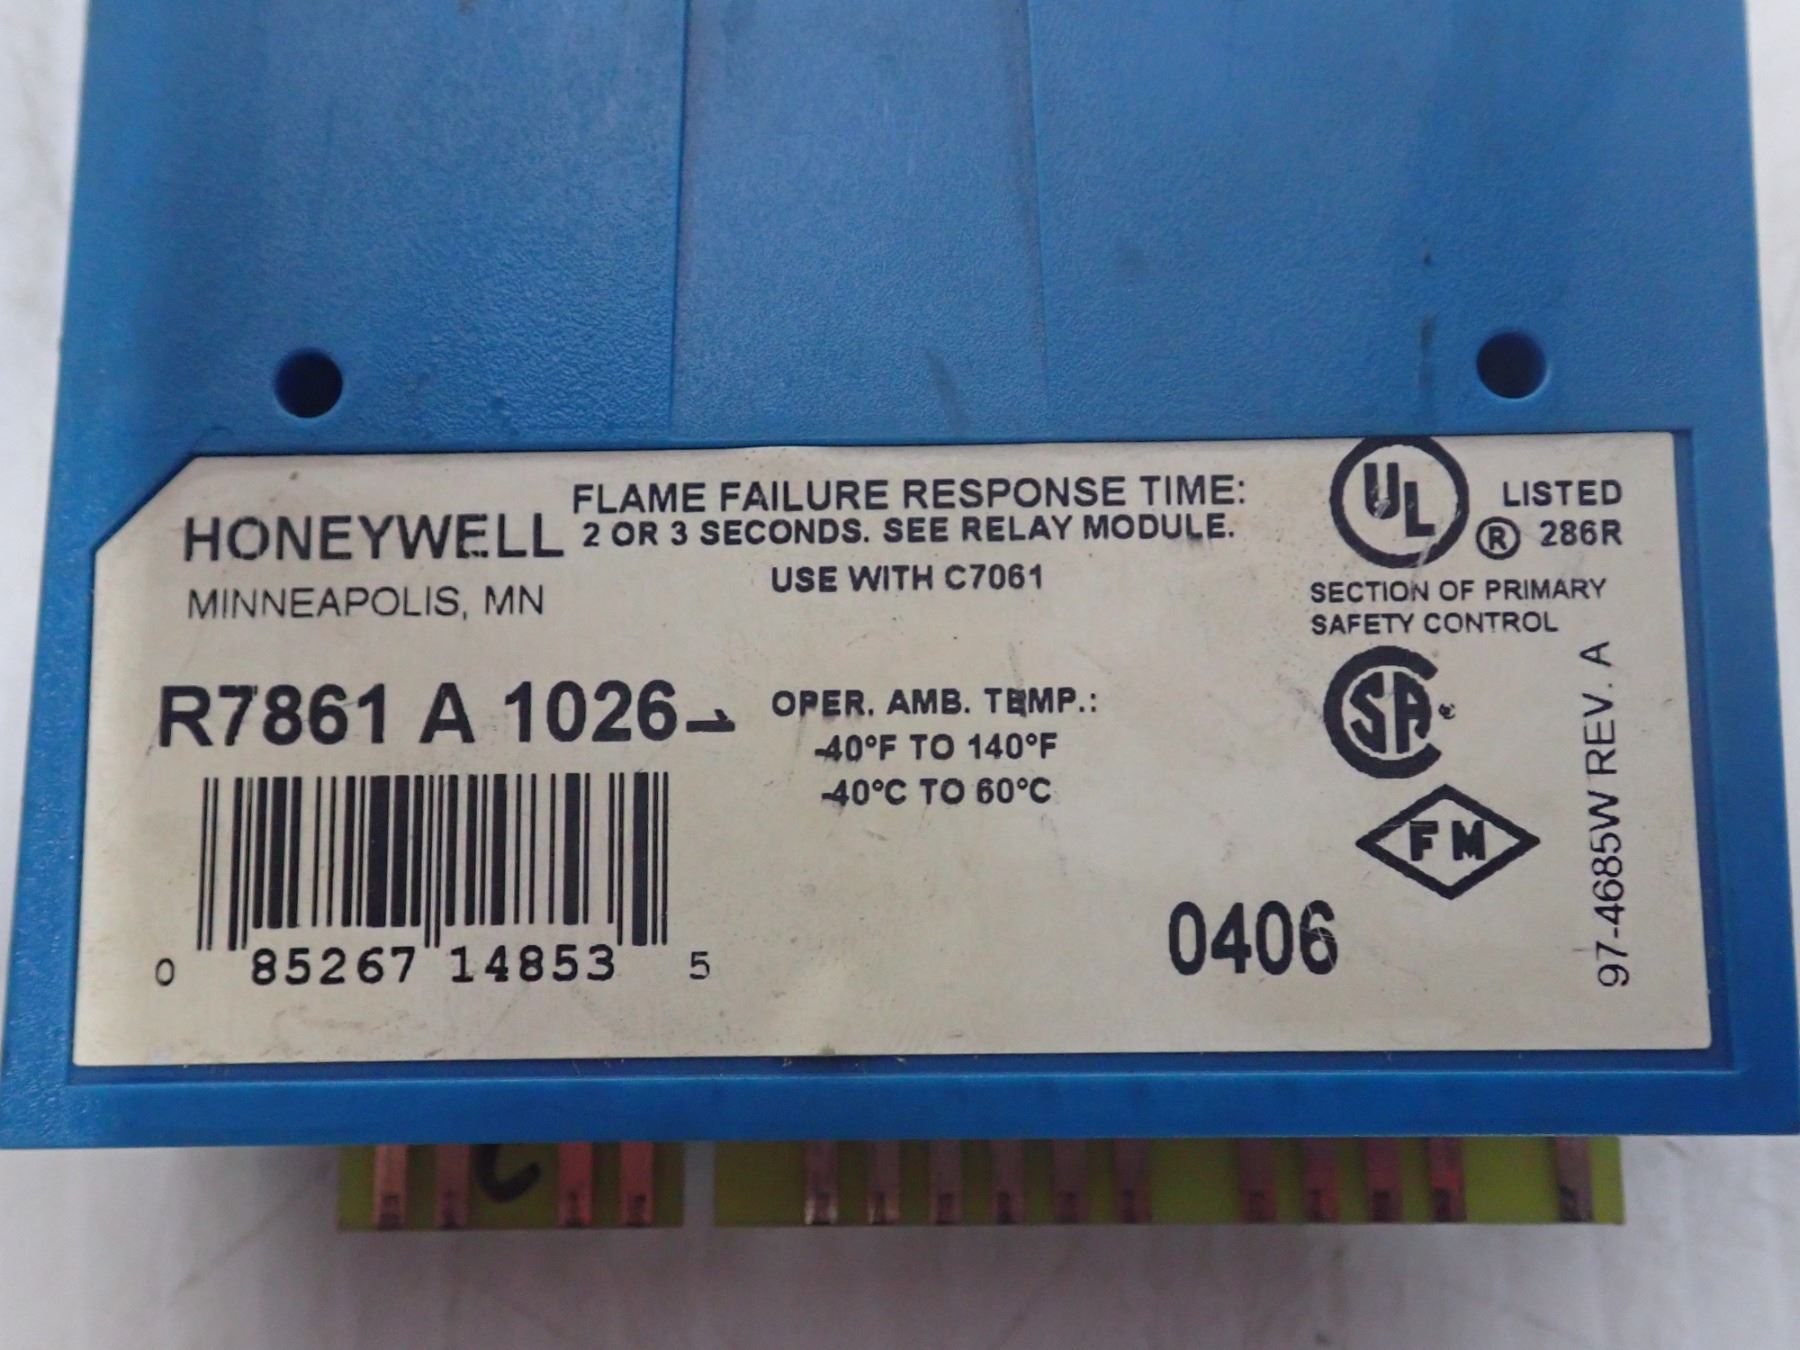 HONEYWELL
MINNEAPOLIS, MN
FLAME FAILURE RESPONSE TIME:
2 OR 3 SECONDS. SEE RELAY MODULE.
USE WITH C7061
UL
®
LISTED
286R
SECTION OF PRIMARY
SAFETY CONTROL
R7861 A 1026
OPER. AMB. TEMP.:
-40°F TO 140°F
-40°C TO 60°C
SA
FM
97-4685W REV. A
0 85267 14853 5
0406